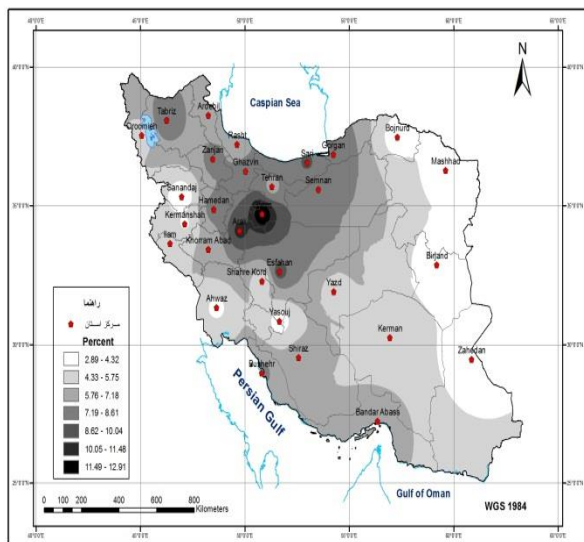 N
Caspian Sea
Tabriz
Ardebil
Oroomieh
Rasht
Zanjan
Ghazvin
Gorgan
Sari
Bojnurd
Mashhad
Tehran
Semnan
Sanandaj
Hamedan
Kermanshah
Arak
Ilam
Khorram Abad
Esfahan
Birjand
Shahre Kord
Yazd
Ahwaz
Yasouj
Kerman
Shiraz
Zahedan
Bushehr
Bandar Abass
Persian Gulf
Gulf of Oman
راهنما
مرکز استان
Percent
2.89 - 4.32
4.33 - 5.75
5.76 - 7.18
7.19 - 8.61
8.62 - 10.04
10.05 - 11.48
11.49 - 12.91
0 100 200 400 600 800
Kilometers
WGS 1984